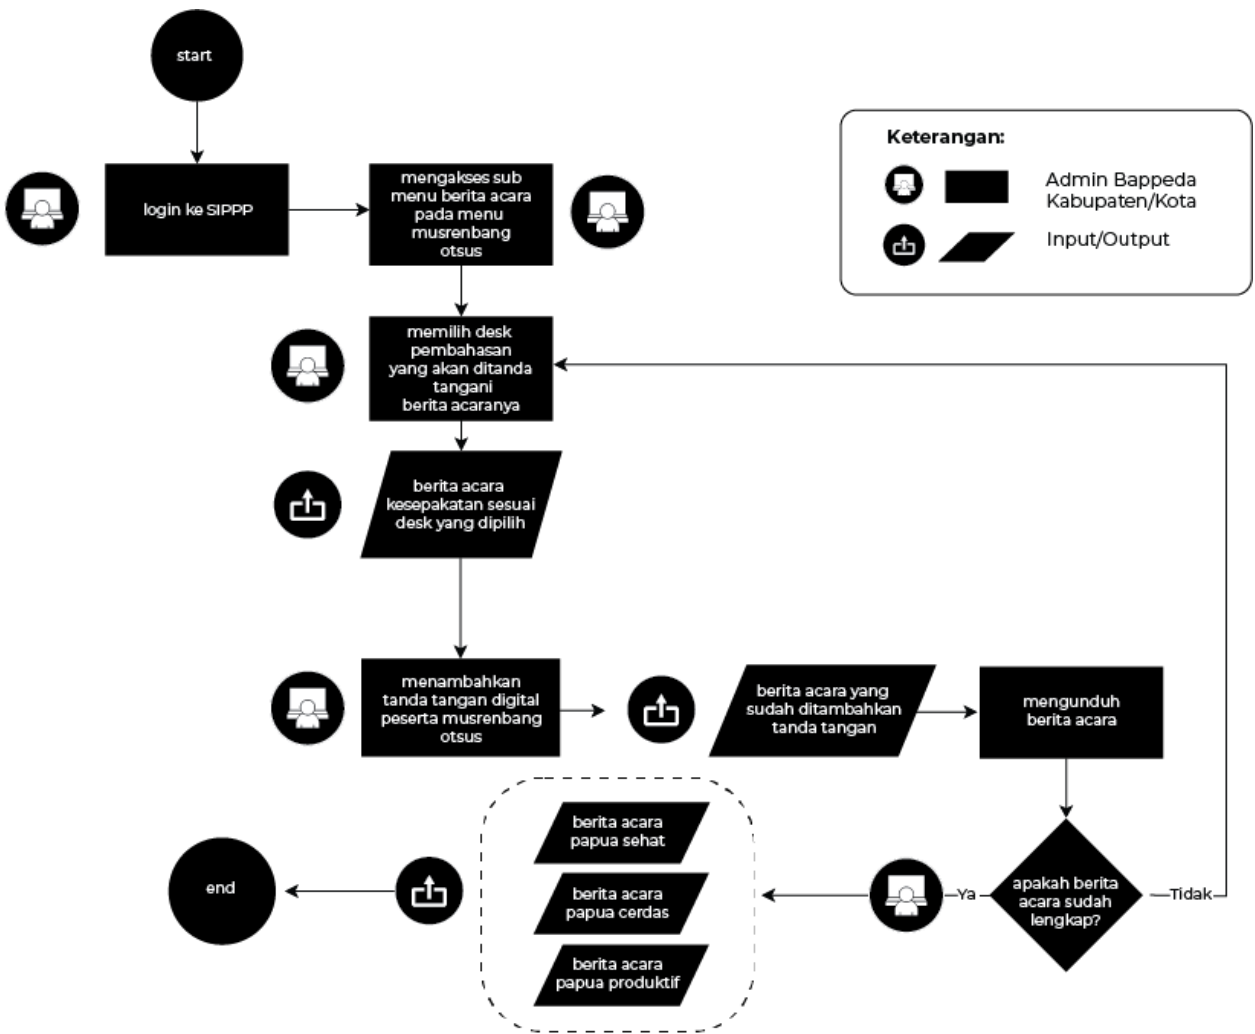 start
Keterangan:
Admin Bappeda
Kabupaten/Kota
Input/Output
login ke SIPPP
mengakses sub
menu berita acara
pada menu
musrenbang
otsus
memilih desk
pembahasan
yang akan ditanda
tangani
berita acaranya
berita acara
kesepakatan sesuai
desk yang dipilih
menambahkan
tanda tangan digital
peserta musrenbang
otsus
berita acara yang
sudah ditambahkan
tanda tangan
mengunduh
berita acara
apakah berita
acara sudah
lengkap?
Tidak
Ya
berita acara
papua sehat
berita acara
papua cerdas
berita acara
papua produktif
end